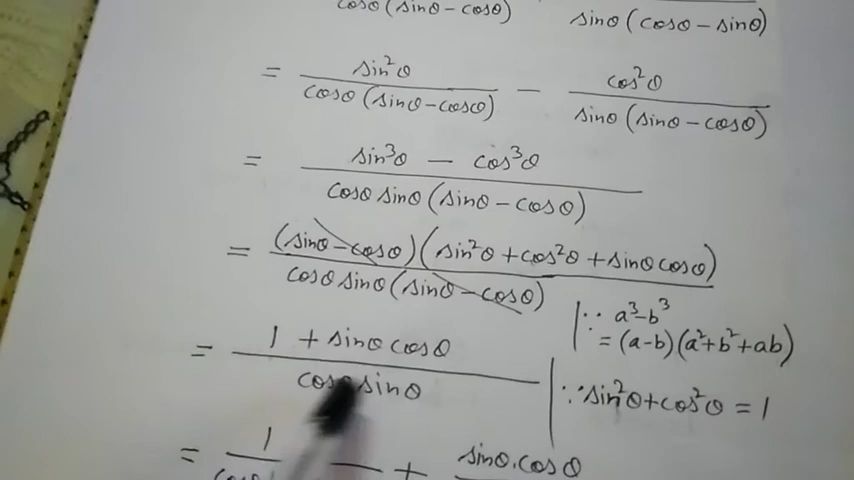 cosθ(sinθ-cosθ) sinθ(cosθ-sinθ)
= sin²θ / cosθ(sinθ-cosθ) - cos²θ / sinθ(sinθ-cosθ)
= sin³θ - cos³θ / cosθ sinθ(sinθ-cosθ)
= (sinθ-cosθ)(sin²θ+cos²θ+sinθcosθ) / cosθ sinθ(sinθ-cosθ)
∵ a³-b³
= (a-b)(a²+b²+ab)
= 1 + sinθ cosθ / cosθ sinθ
∵ sin²θ+cos²θ = 1
= 1 / + sinθ.cosθ